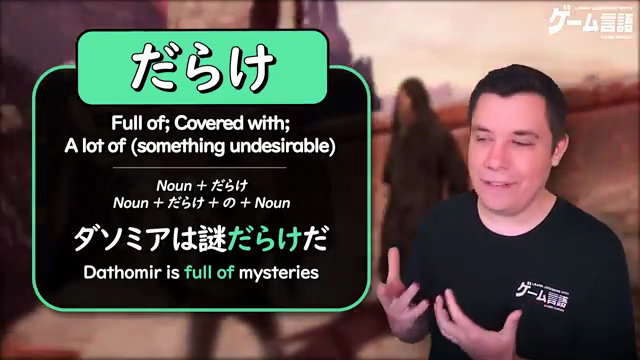 だらけ
Full of; Covered with;
A lot of (something undesirable)
Noun + だらけ
Noun + だらけ + の + Noun
ダソミアは謎だらけだ
Dathomir is full of mysteries
ゲーム言語
ゲーム言語